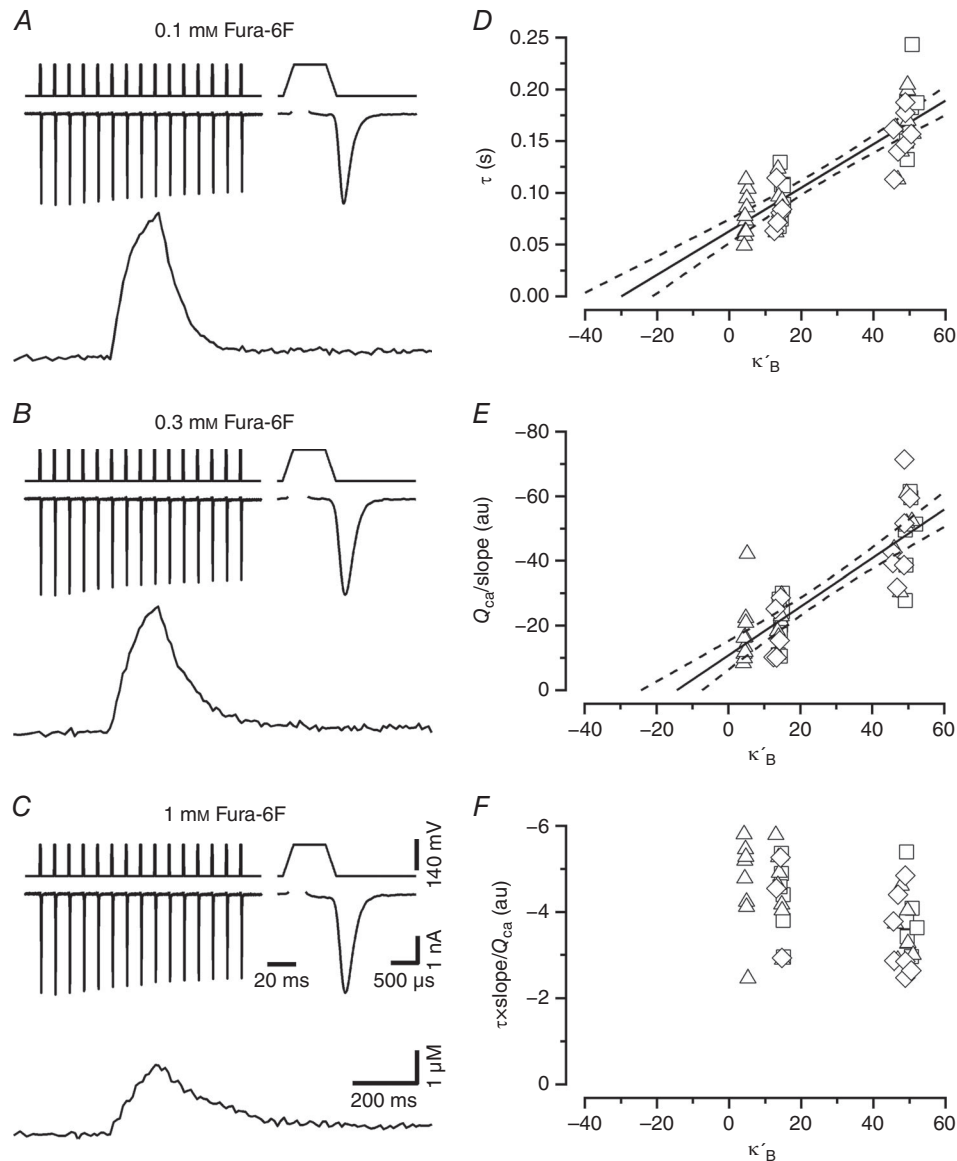 A
0.1 mM Fura-6F
B
0.3 mM Fura-6F
C
1 mM Fura-6F
140 mV
1 nA
20 ms
500 µs
1 µM
200 ms
D
0.25
0.20
0.15
0.10
0.05
0.00
τ (s)
−40 −20 0 20 40 60
κ′B
E
−80
−60
−40
−20
0
Qca/slope (au)
−40 −20 0 20 40 60
κ′B
F
−6
−4
−2
0
τ×slope/Qca (au)
−40 −20 0 20 40 60
κ′B